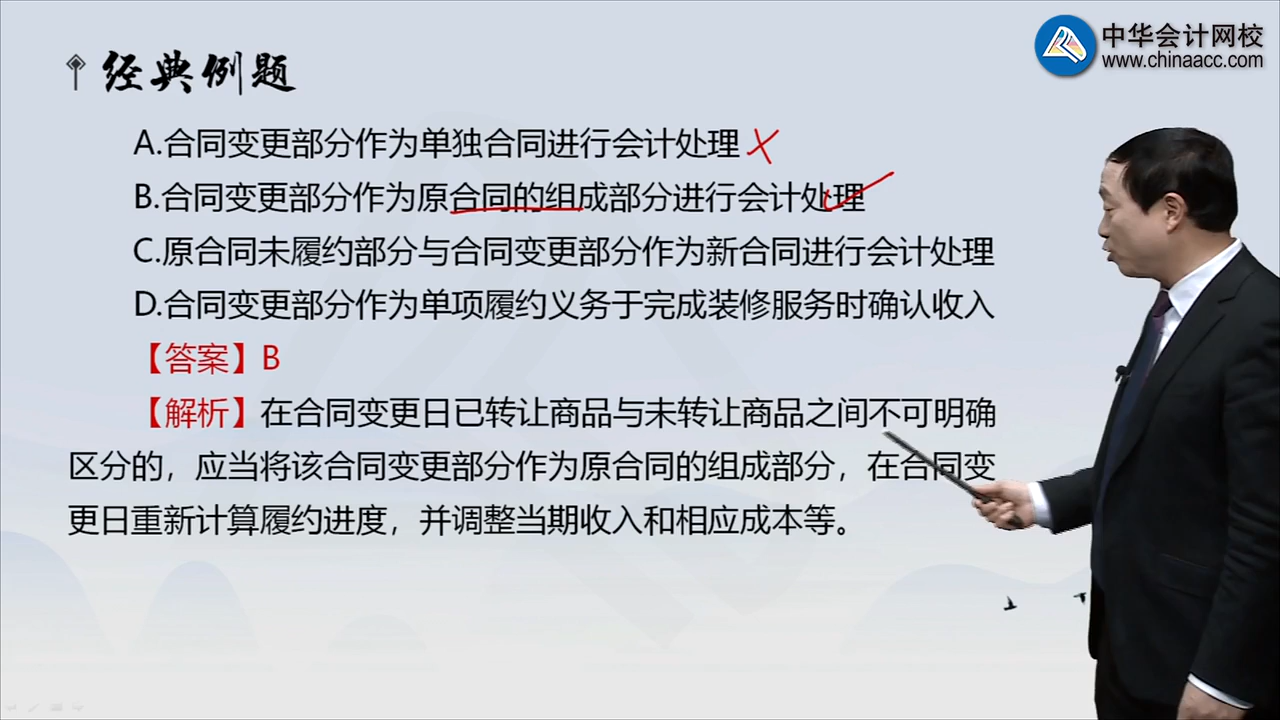 中华会计网校
www.chinaacc.com
经典例题
A.合同变更部分作为单独合同进行会计处理
B.合同变更部分作为原合同的组成部分进行会计处理
C.原合同未履约部分与合同变更部分作为新合同进行会计处理
D.合同变更部分作为单项履约义务于完成装修服务时确认收入
【答案】B
【解析】在合同变更日已转让商品与未转让商品之间不可明确
区分的，应当将该合同变更部分作为原合同的组成部分，在合同变
更日重新计算履约进度，并调整当期收入和相应成本等。